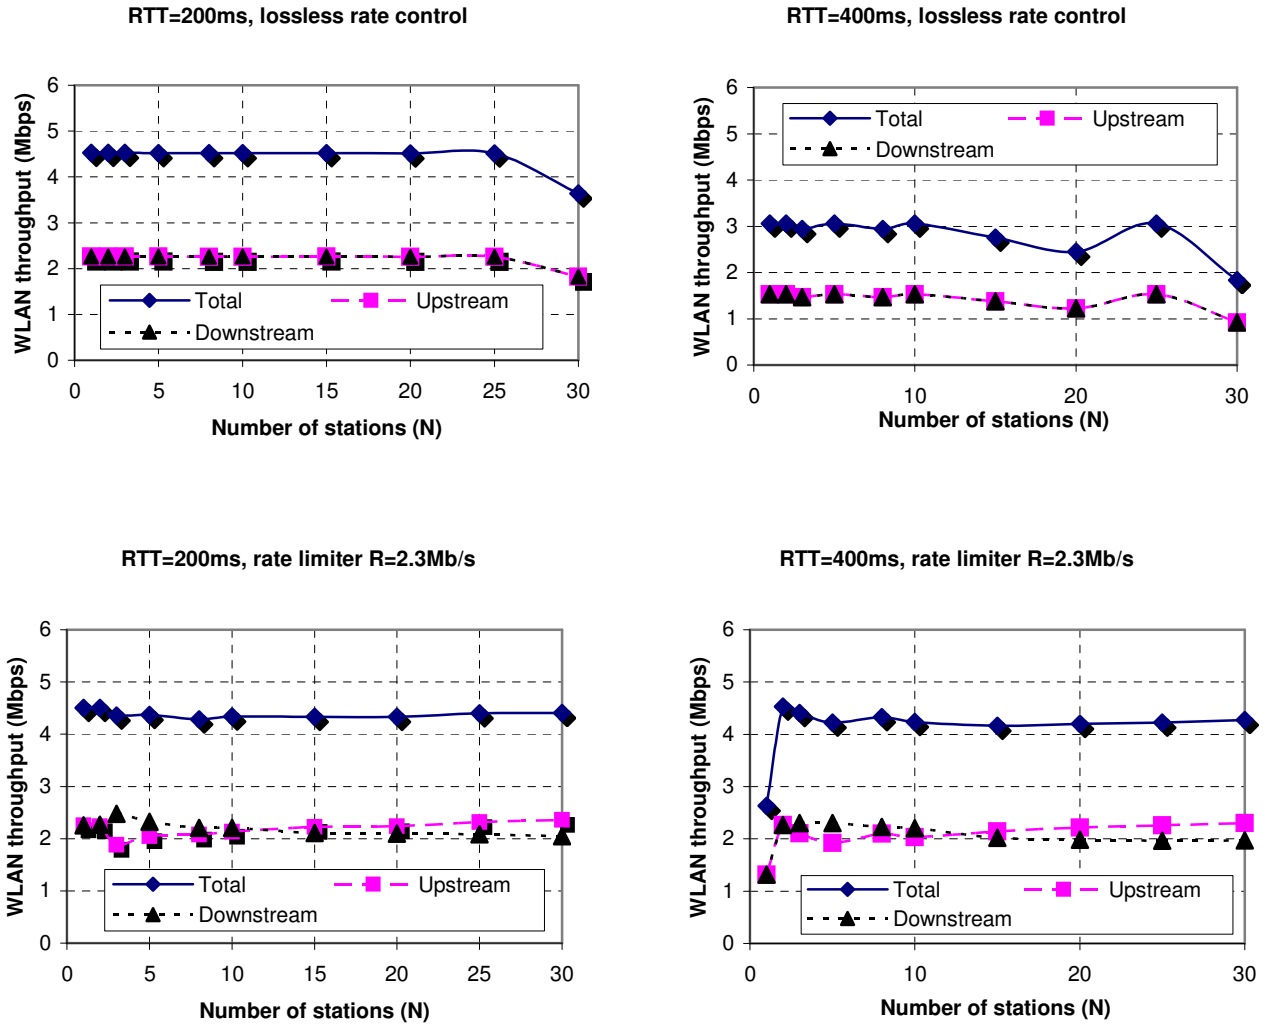 RTT=200ms, lossless rate control
WLAN throughput (Mbps)
6
5
4
3
2
1
0
Total
Upstream
Downstream
0 5 10 15 20 25 30
Number of stations (N)
RTT=400ms, lossless rate control
WLAN throughput (Mbps)
6
5
4
3
2
1
0
Total
Upstream
Downstream
0 10 20 30
Number of stations (N)
RTT=200ms, rate limiter R=2.3Mb/s
WLAN throughput (Mbps)
6
5
4
3
2
1
0
Total
Upstream
Downstream
0 5 10 15 20 25 30
Number of stations (N)
RTT=400ms, rate limiter R=2.3Mb/s
WLAN throughput (Mbps)
6
5
4
3
2
1
0
Total
Upstream
Downstream
0 10 20 30
Number of stations (N)